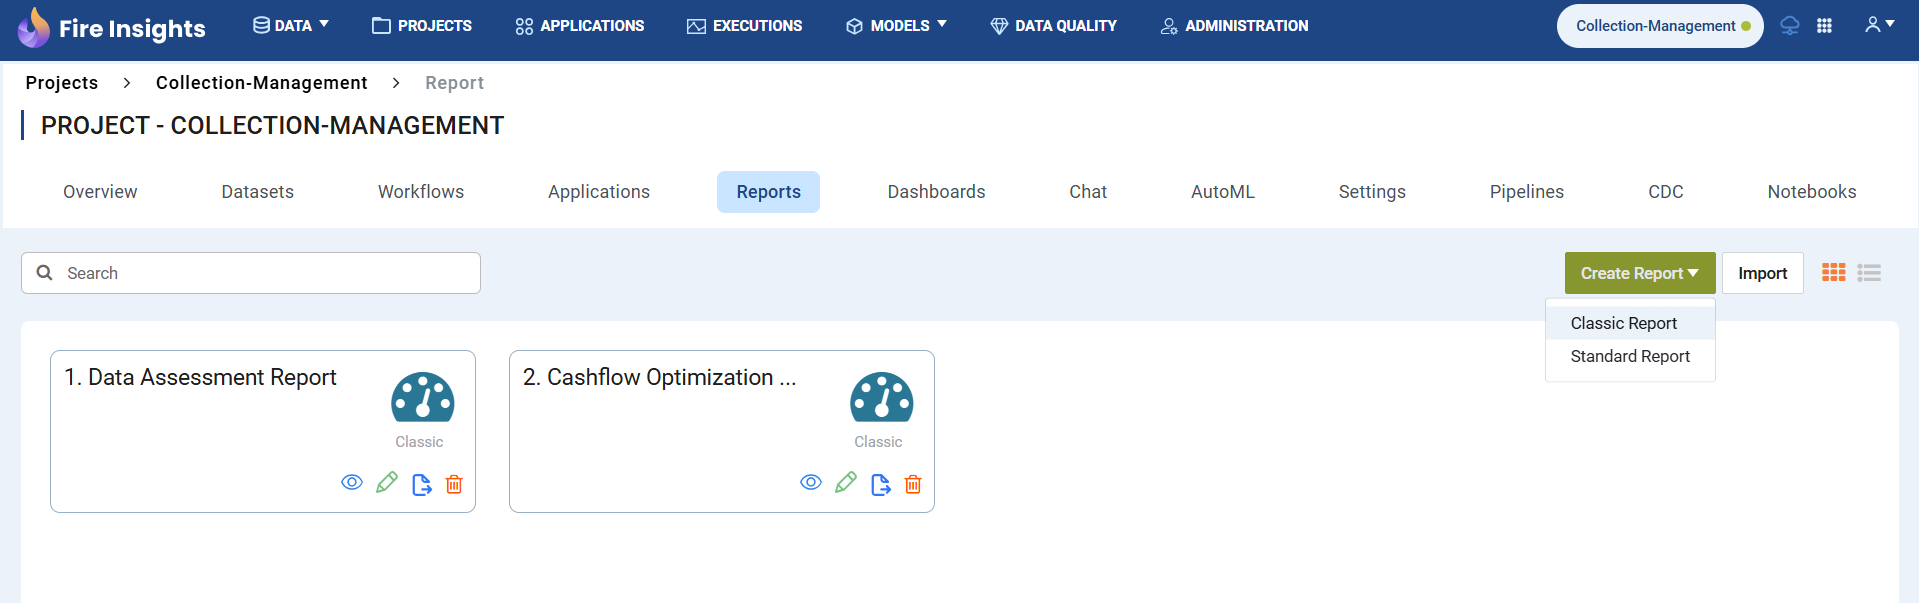 Fire Insights
DATA
PROJECTS
APPLICATIONS
EXECUTIONS
MODELS
DATA QUALITY
ADMINISTRATION
Collection-Management
Projects > Collection-Management > Report
PROJECT - COLLECTION-MANAGEMENT
Overview
Datasets
Workflows
Applications
Reports
Dashboards
Chat
AutoML
Settings
Pipelines
CDC
Notebooks
Search
Create Report
Import
Classic Report
Standard Report
1. Data Assessment Report
Classic
2. Cashflow Optimization ...
Classic